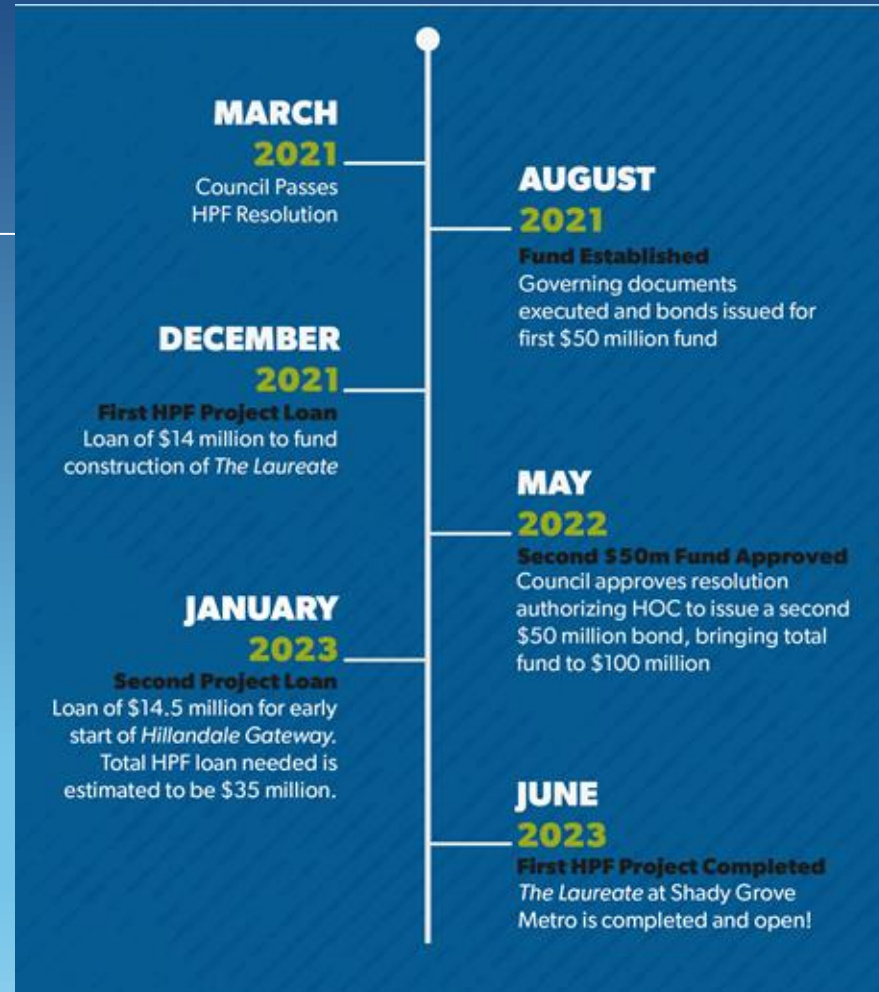 MARCH
2021
Council Passes
HPF Resolution
AUGUST
2021
Fund Established
Governing documents
executed and bonds issued for
first $50 million fund
DECEMBER
2021
First HPF Project Loan
Loan of $14 million to fund
construction of The Laureate
MAY
2022
Second $50m Fund Approved
Council approves resolution
authorizing HOC to issue a second
$50 million bond, bringing total
fund to $100 million
JANUARY
2023
Second Project Loan
Loan of $14.5 million for early
start of Hillandale Gateway.
Total HPF loan needed is
estimated to be $35 million.
JUNE
2023
First HPF Project Completed
The Laureate at Shady Grove
Metro is completed and open!